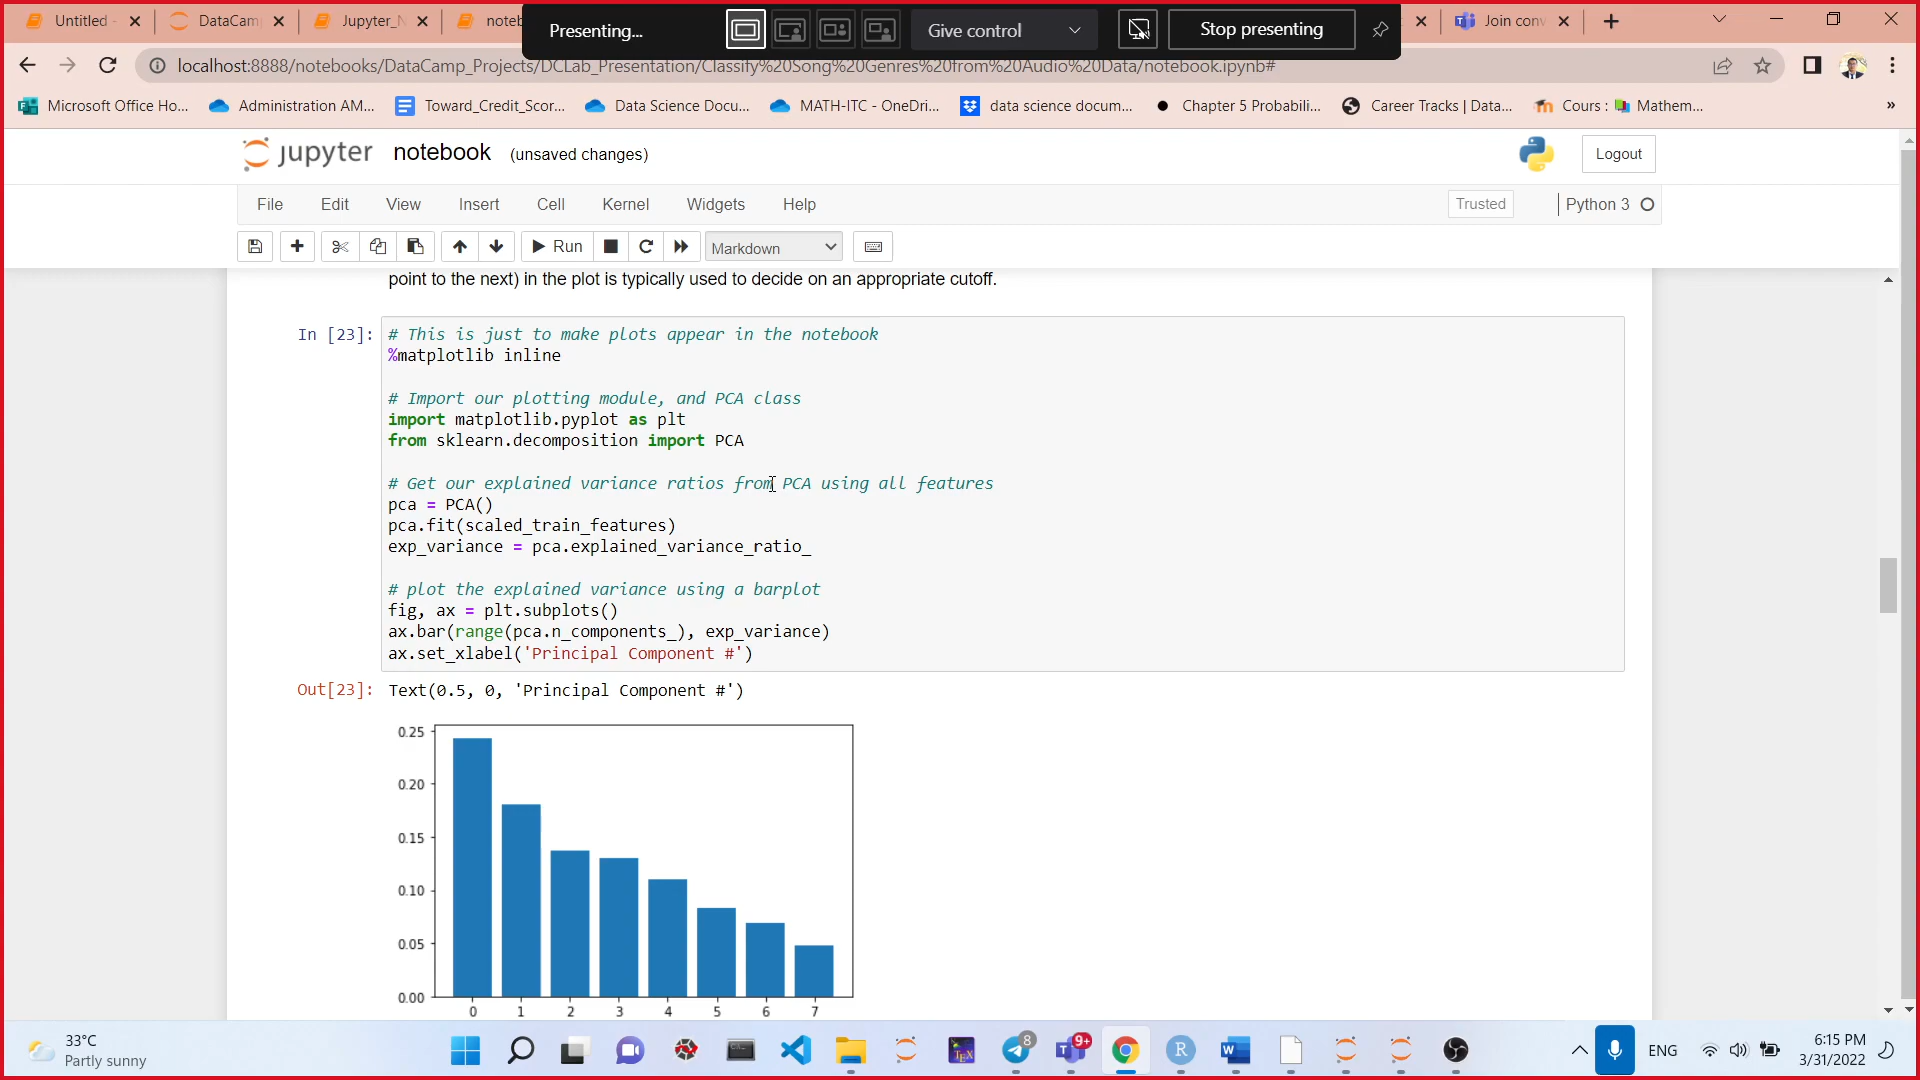 Untitled
DataCam
Jupyter_N
noteb
Join conv
Presenting...
Give control
Stop presenting
localhost:8888/notebooks/DataCamp_Projects/DCLab_Presentation/Classify%20Song%20Genres%20from%20Audio%20Data/notebook.ipynb#
Microsoft Office Ho...
Administration AM...
Toward_Credit_Scor...
Data Science Docu...
MATH-ITC - OneDri...
data science docum...
Chapter 5 Probabili...
Career Tracks | Data...
Cours :
Mathem...
»
jupyter
notebook
(unsaved changes)
Logout
File
Edit
View
Insert
Cell
Kernel
Widgets
Help
Trusted
Python 3
Run
Markdown
point to the next) in the plot is typically used to decide on an appropriate cutoff.
In [23]:
# This is just to make plots appear in the notebook
%matplotlib inline
# Import our plotting module, and PCA class
import matplotlib.pyplot as plt
from sklearn.decomposition import PCA
# Get our explained variance ratios from PCA using all features
pca = PCA()
pca.fit(scaled_train_features)
exp_variance = pca.explained_variance_ratio_
# plot the explained variance using a barplot
fig, ax = plt.subplots()
ax.bar(range(pca.n_components_), exp_variance)
ax.set_xlabel('Principal Component #')
Out[23]:
Text(0.5, 0, 'Principal Component #')
0.25
0.20
0.15
0.10
0.05
0.00
0 1 2 3 4 5 6 7
33°C
Partly sunny
8
9+
ENG
6:15 PM
3/31/2022